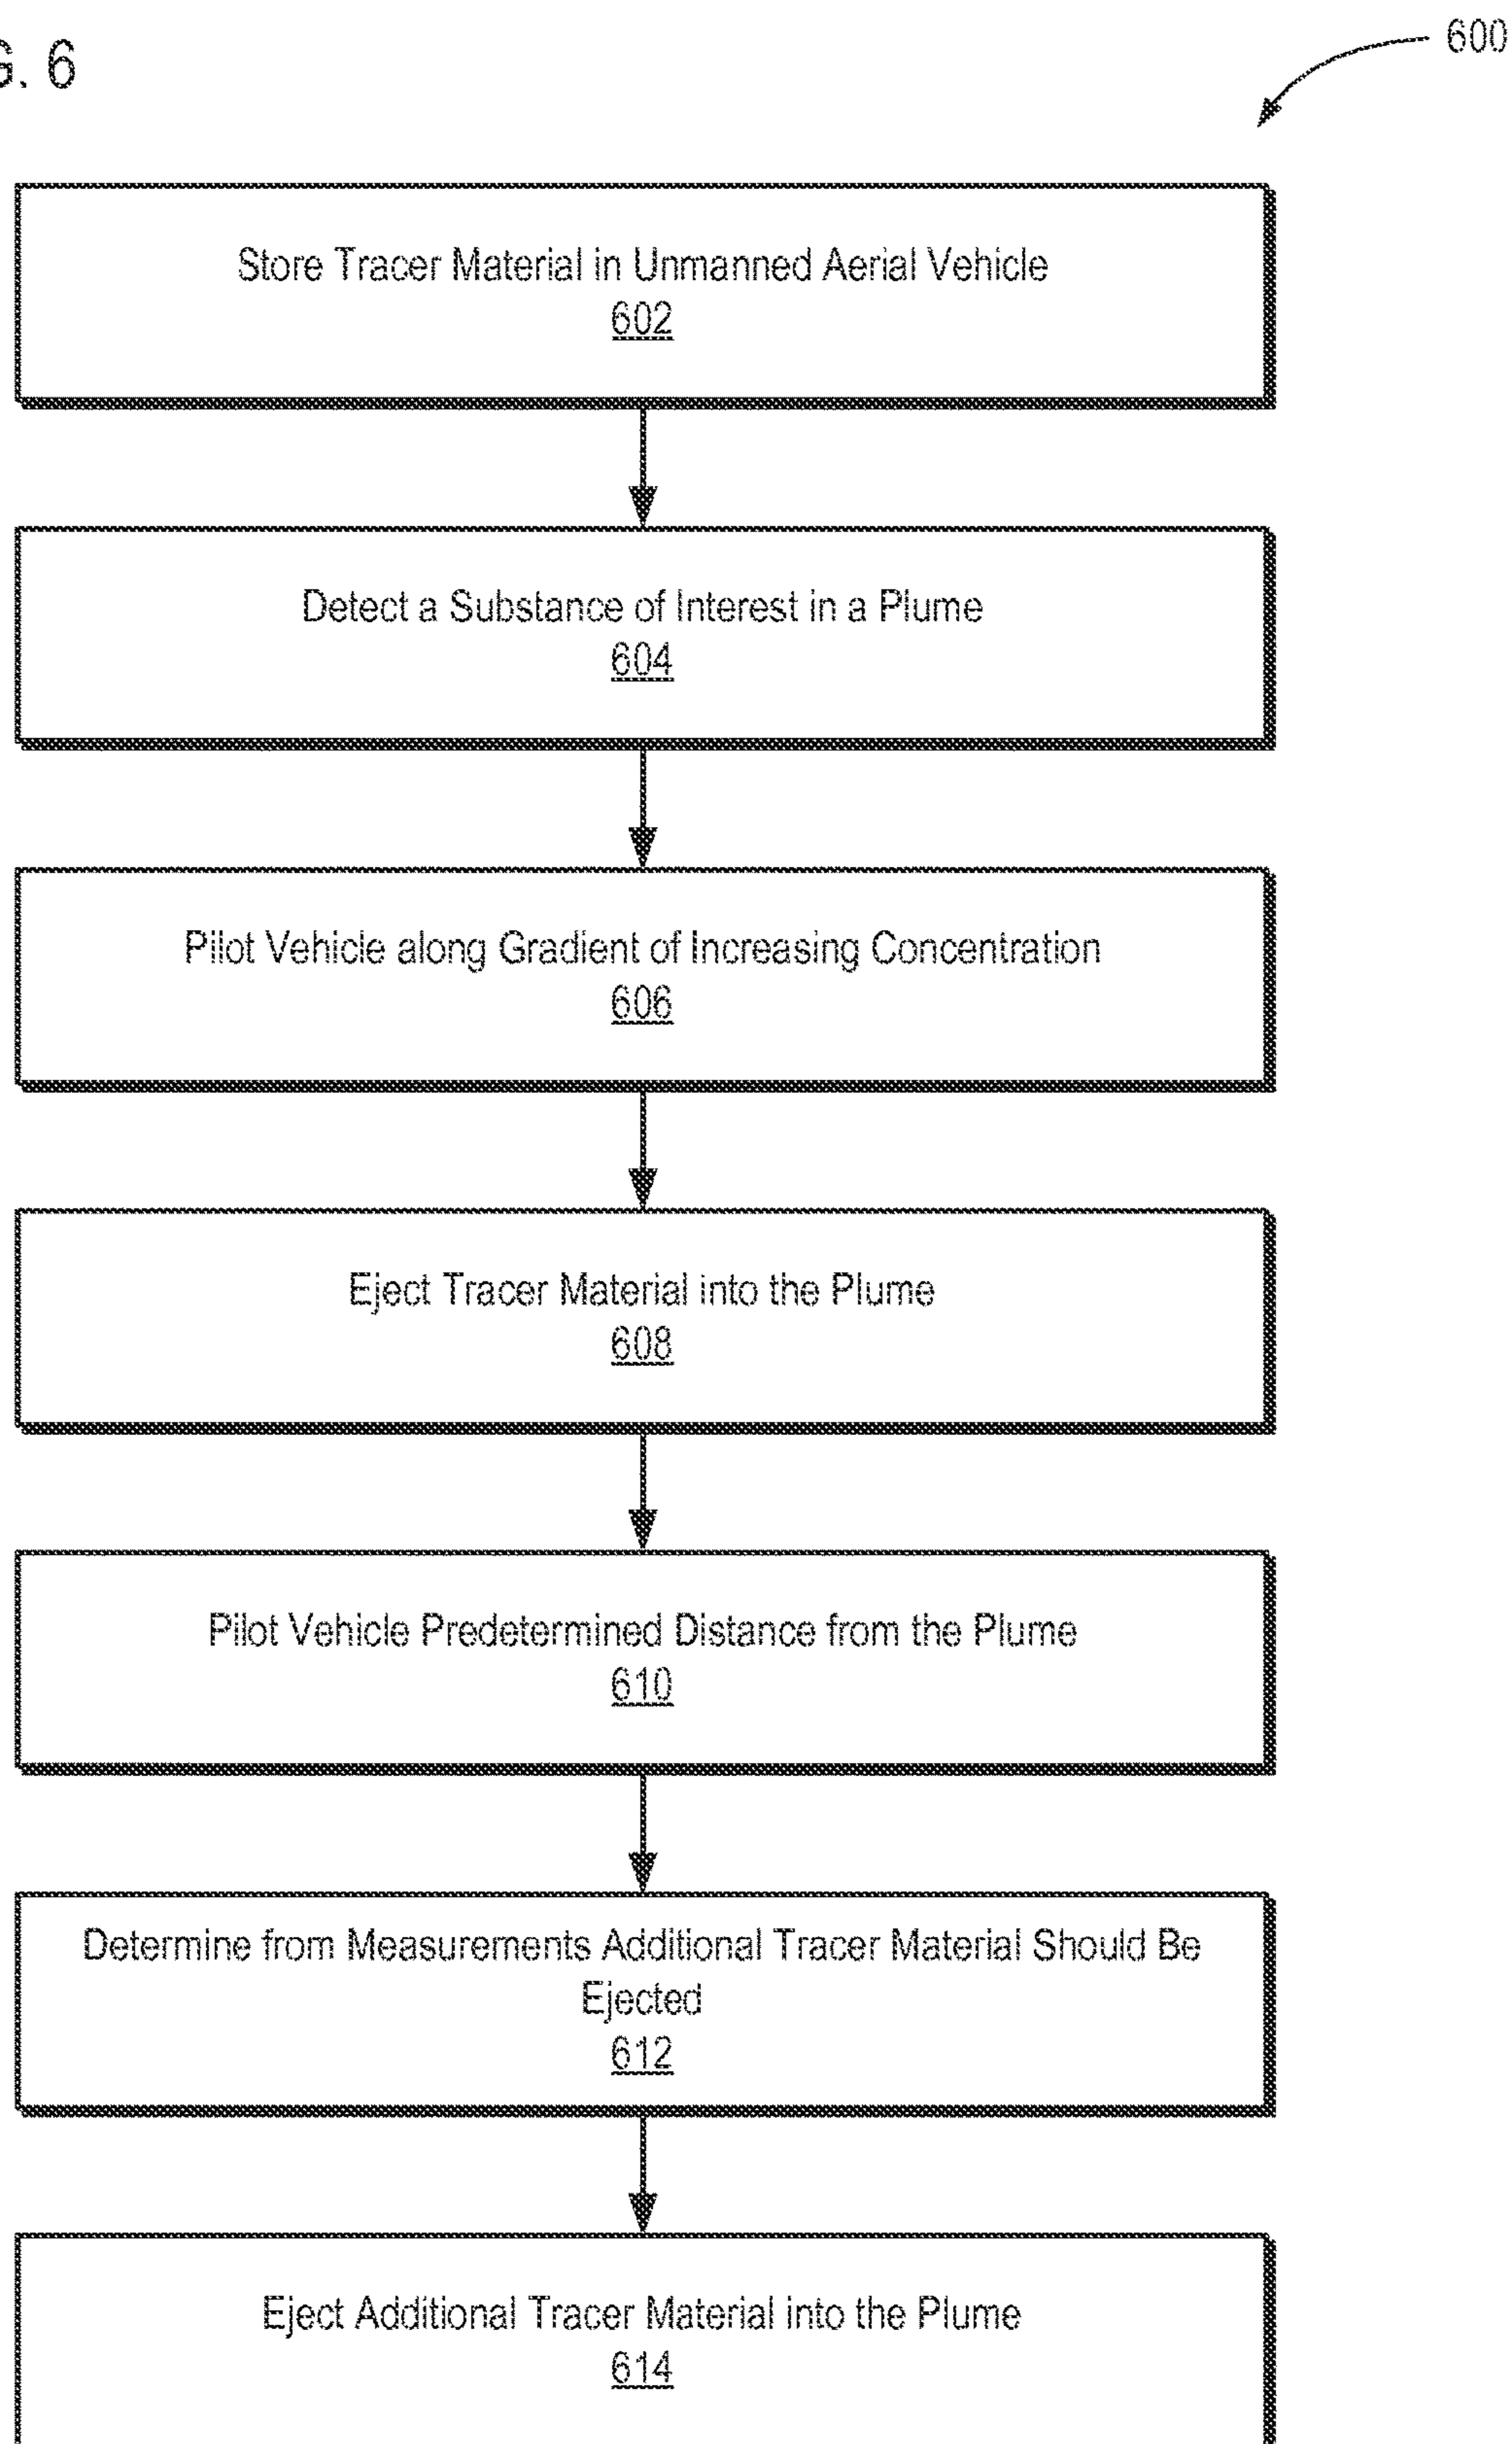 G. 6
600
Store Tracer Material in Unmanned Aerial Vehicle
602
Detect a Substance of Interest in a Plume
604
Pilot Vehicle along Gradient of Increasing Concentration
606
Eject Tracer Material into the Plume
608
Pilot Vehicle Predetermined Distance from the Plume
610
Determine from Measurements Additional Tracer Material Should Be
Ejected
612
Eject Additional Tracer Material into the Plume
614